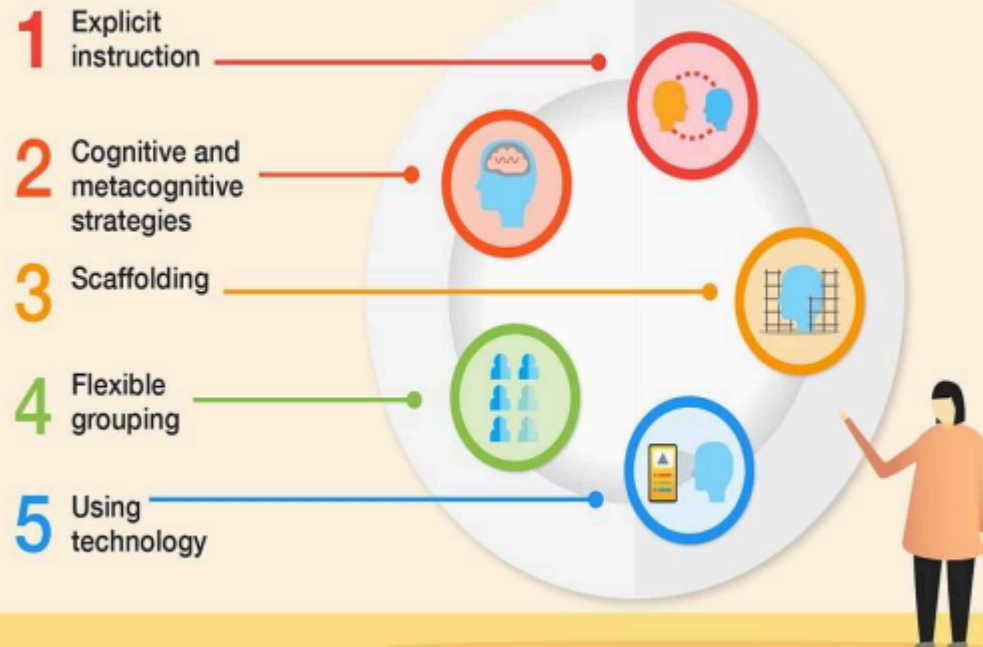 1 Explicit
instruction
2 Cognitive and
metacognitive
strategies
3 Scaffolding
4 Flexible
grouping
5 Using
technology